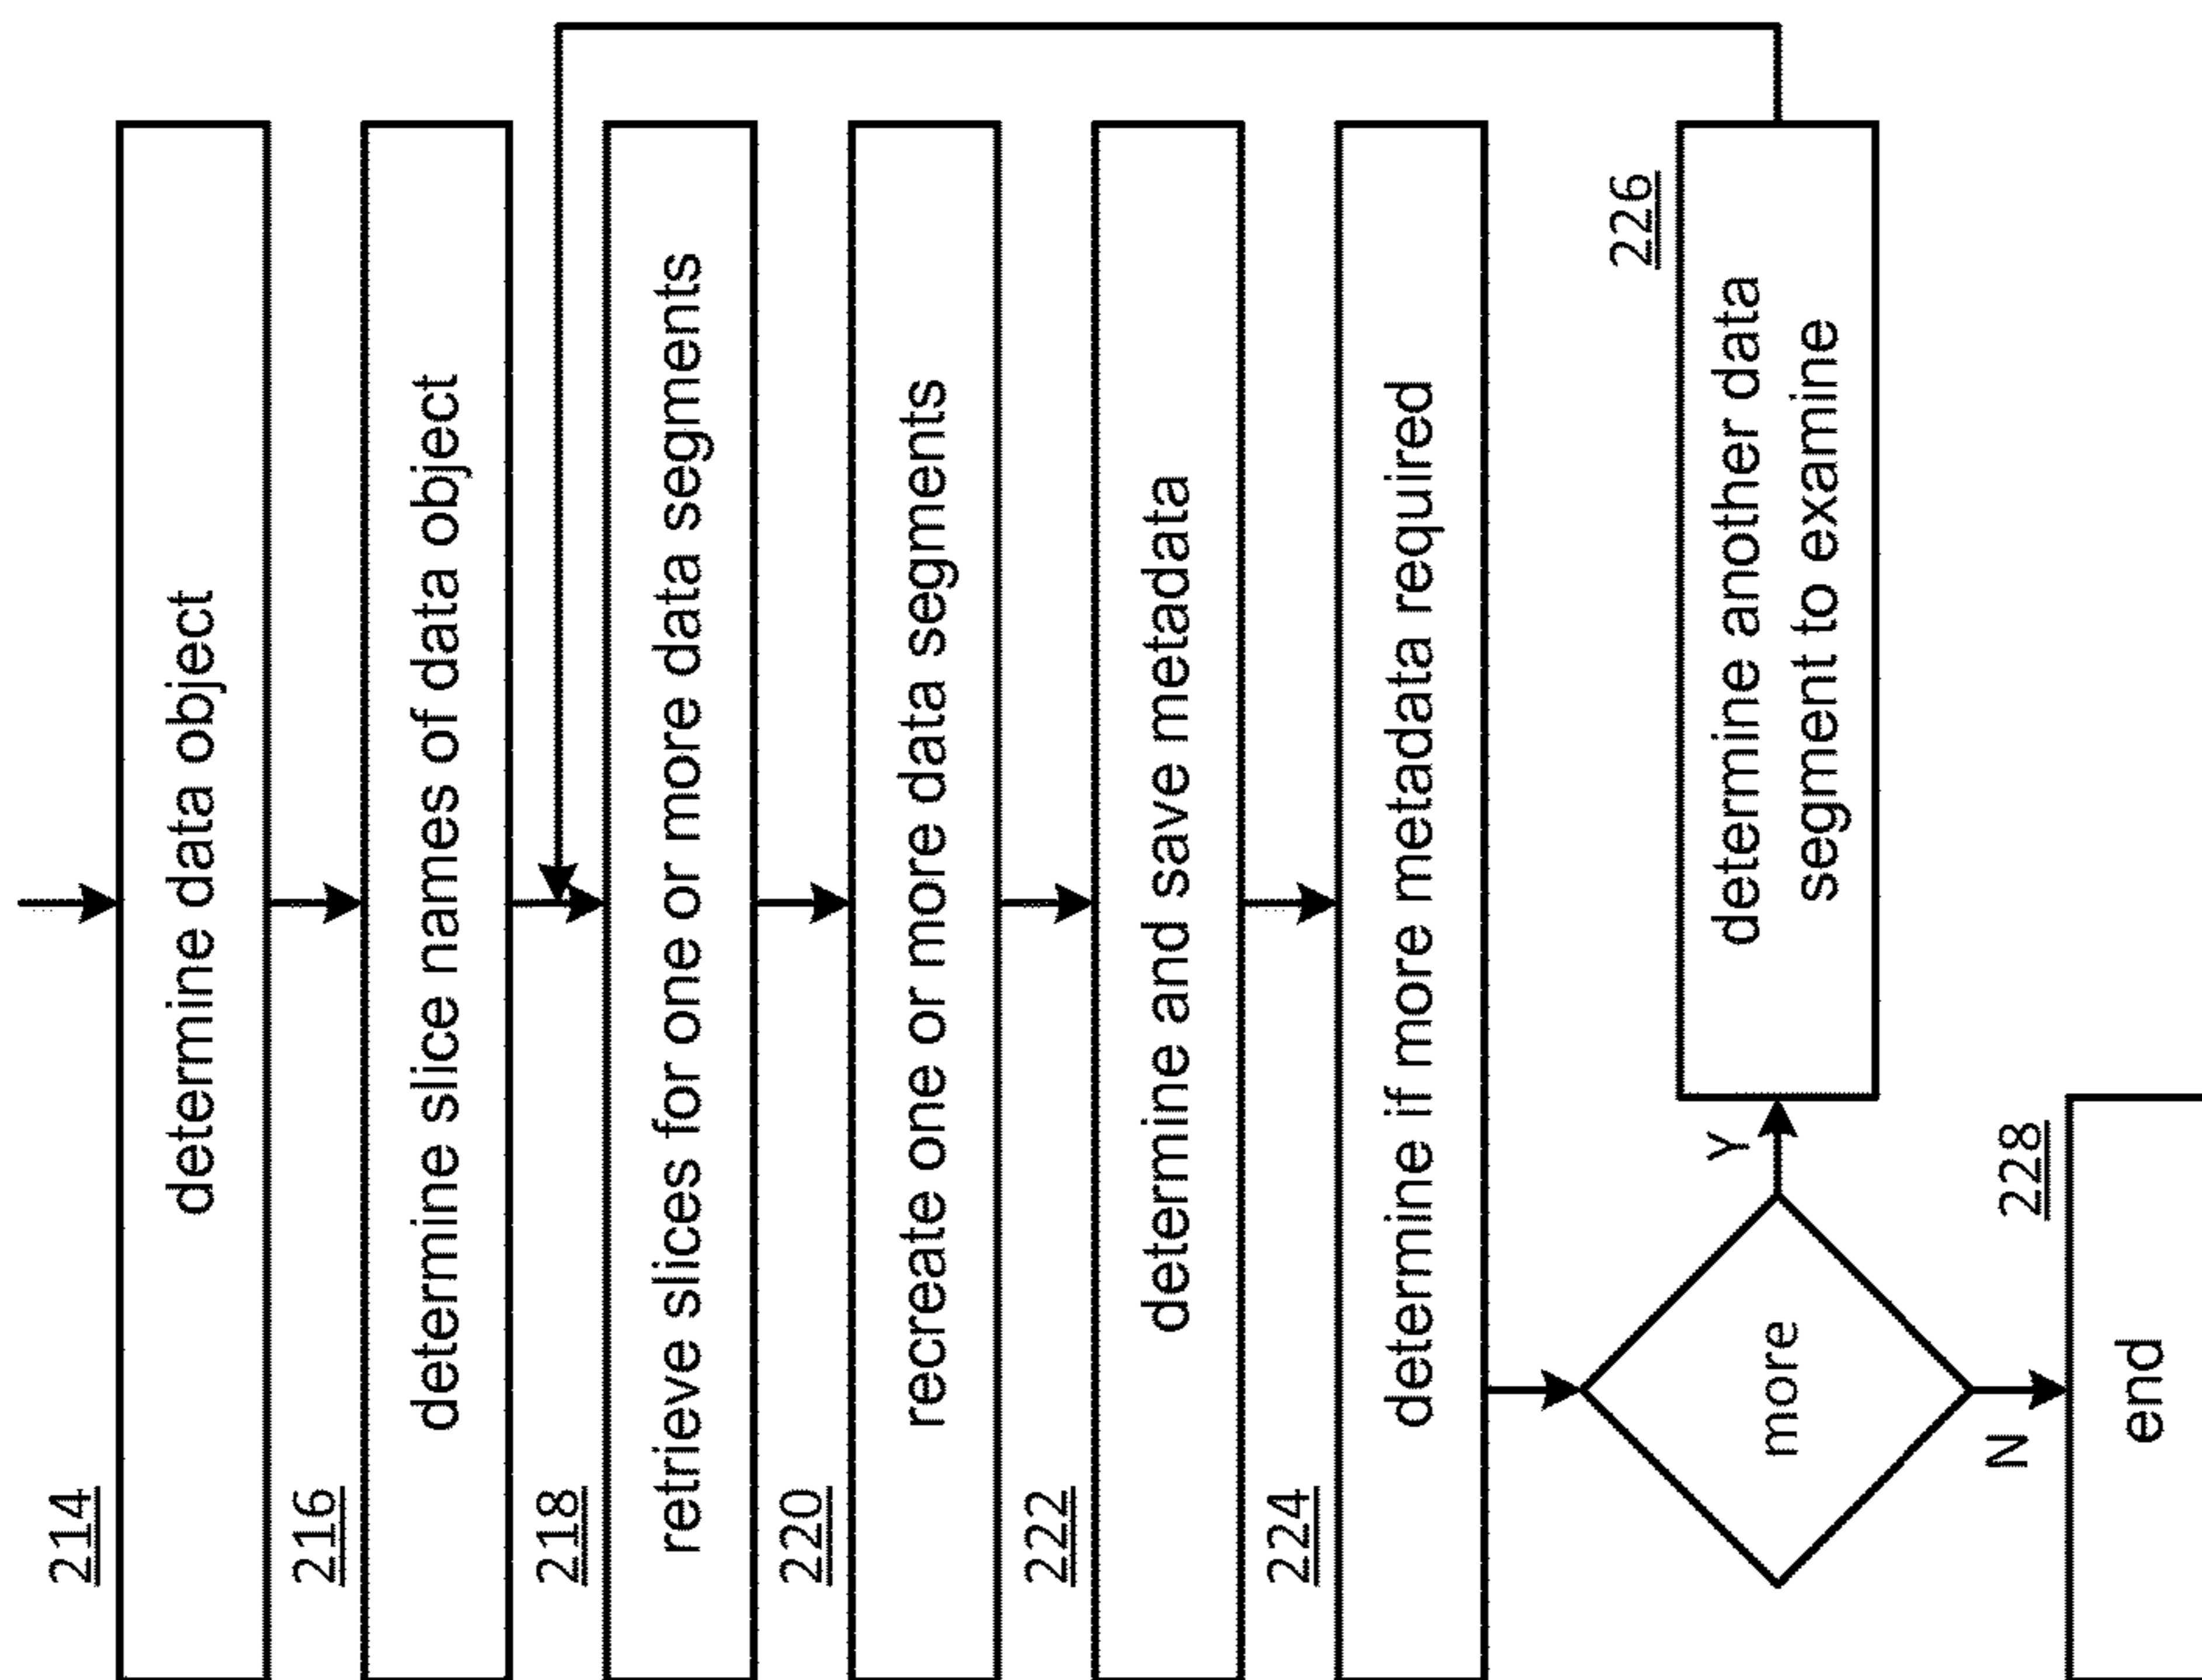 214
determine data object
216
determine slice names of data object
218
retrieve slices for one or more data segments
220
recreate one or more data segments
222
determine and save metadata
224
determine if more metadata required
more
Y
226
determine another data
segment to examine
N
228
end